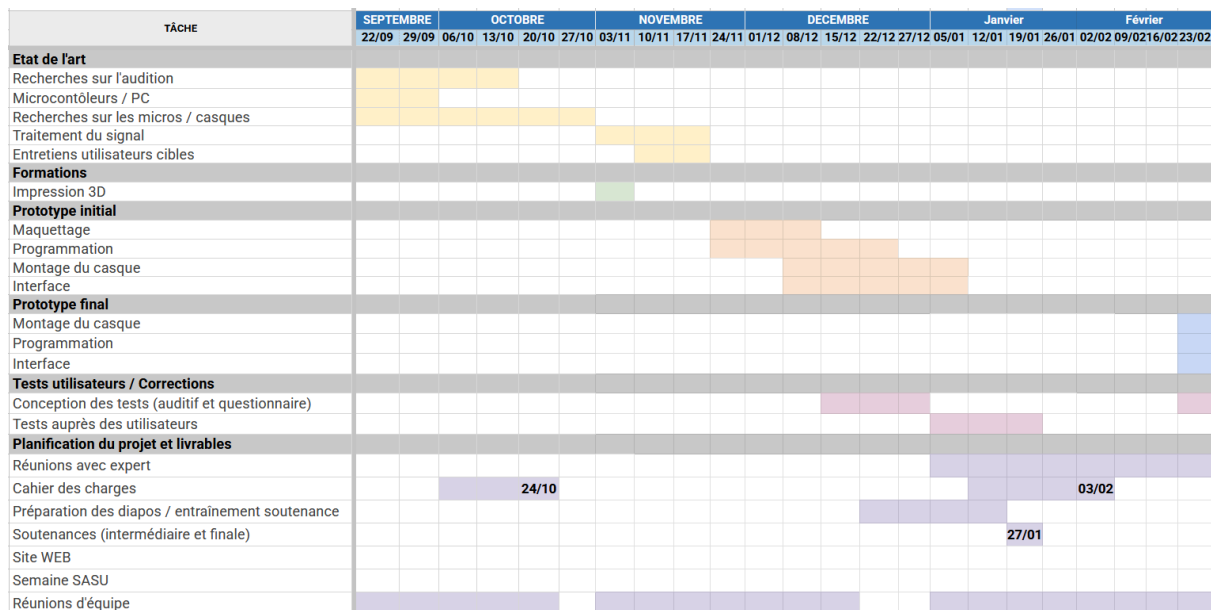 TÂCHE
SEPTEMBRE OCTOBRE NOVEMBRE DECEMBRE Janvier Février
22/09 29/09 06/10 13/10 20/10 27/10 03/11 10/11 17/11 24/11 01/12 08/12 15/12 22/12 27/12 05/01 12/01 19/01 26/01 02/02 09/02 16/02 23/02
Etat de l'art
Recherches sur l'audition
Microcontôleurs / PC
Recherches sur les micros / casques
Traitement du signal
Entretiens utilisateurs cibles
Formations
Impression 3D
Prototype initial
Maquettage
Programmation
Montage du casque
Interface
Prototype final
Montage du casque
Programmation
Interface
Tests utilisateurs / Corrections
Conception des tests (auditif et questionnaire)
Tests auprès des utilisateurs
Planification du projet et livrables
Réunions avec expert
Cahier des charges 24/10 03/02
Préparation des diapos / entraînement soutenance
Soutenances (intermédiaire et finale) 27/01
Site WEB
Semaine SASU
Réunions d'équipe